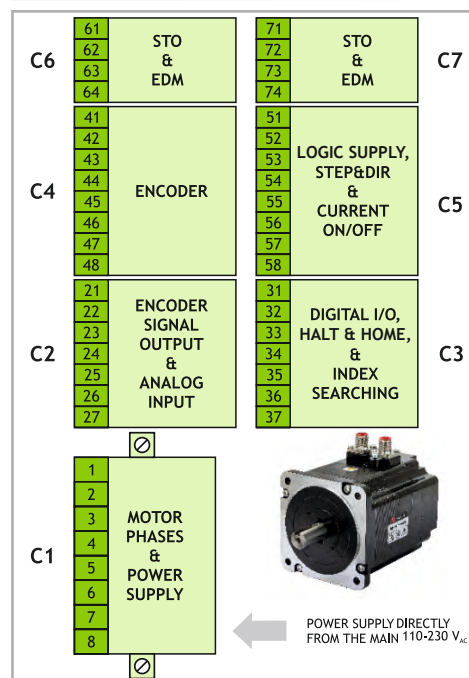 C6
61
62
63
64
STO
&
EDM
71
72
73
74
STO
&
EDM
C7
C4
41
42
43
44
45
46
47
48
ENCODER
51
52
53
54
55
56
57
58
LOGIC SUPPLY,
STEP&DIR
&
CURRENT
ON/OFF
C5
C2
21
22
23
24
25
26
27
ENCODER
SIGNAL
OUTPUT
&
ANALOG
INPUT
31
32
33
34
35
36
37
DIGITAL I/O,
HALT & HOME,
&
INDEX
SEARCHING
C3
C1
1
2
3
4
5
6
7
8
MOTOR
PHASES
&
POWER
SUPPLY
POWER SUPPLY DIRECTLY
FROM THE MAIN 110-230 VAC